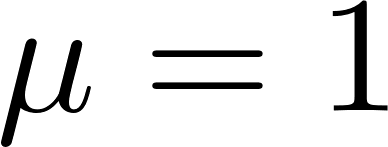 μ = 1